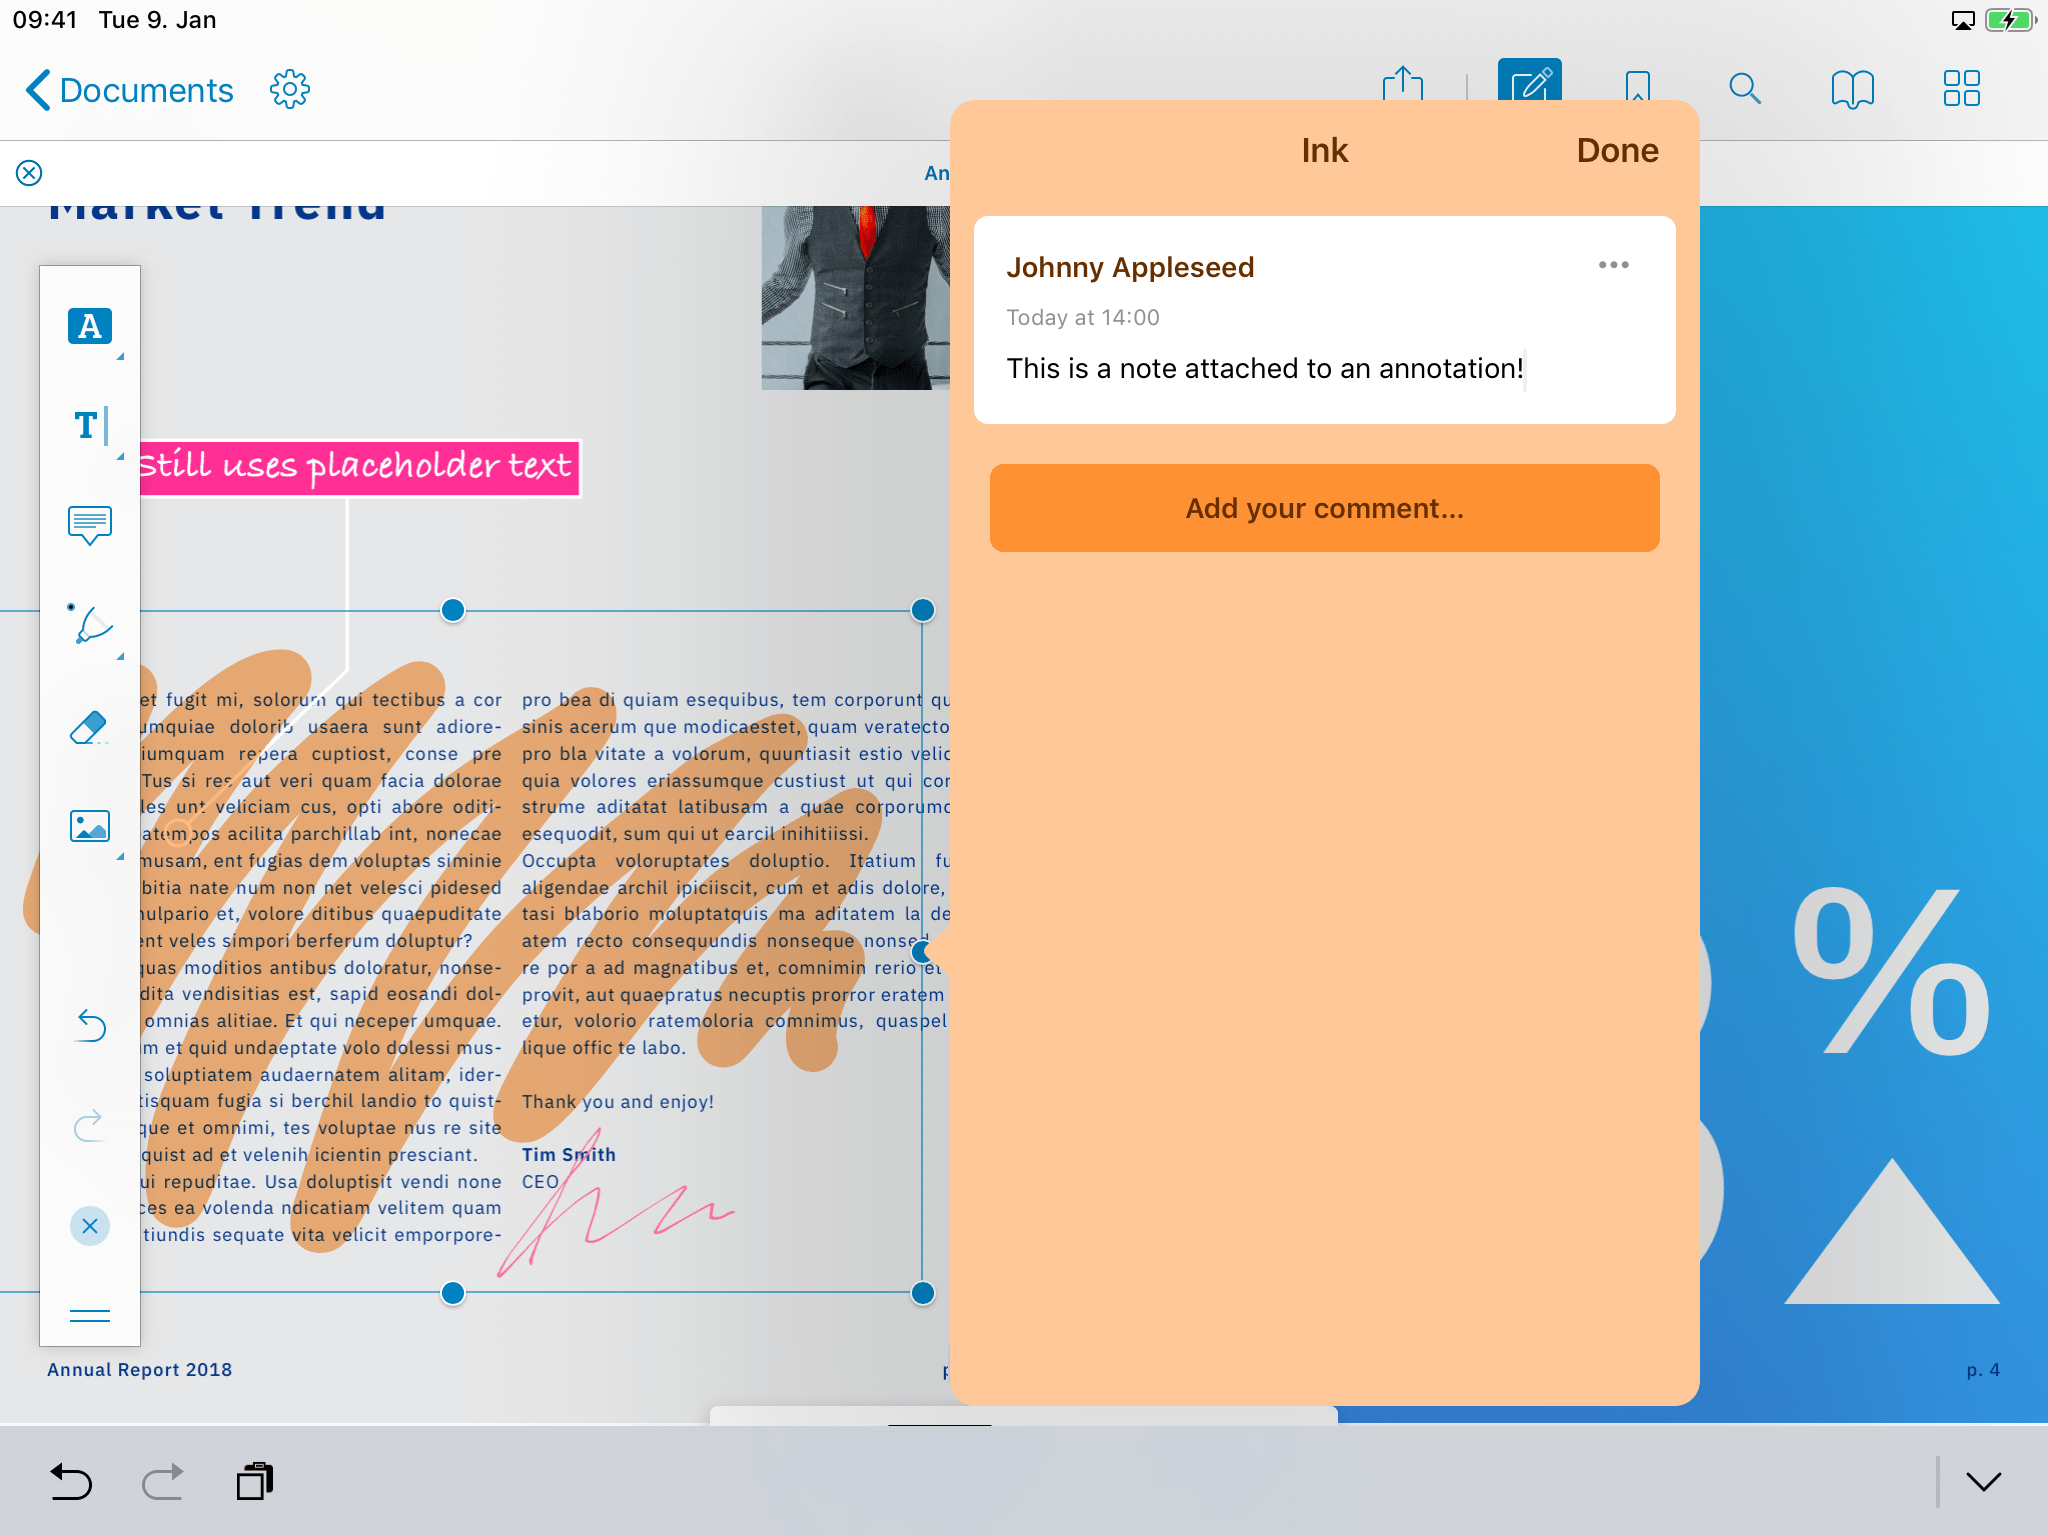 09:41 Tue 9. Jan
Documents
An
Ink
Done
Market Trend
Johnny Appleseed
Today at 14:00
This is a note attached to an annotation!
Add your comment...
A
T
Still uses placeholder text
et fugit mi, solorum qui tectibus a cor
umquiae dolorib usaera sunt adiore-
iumquam repera cuptiost, conse pre
Tus si res aut veri quam facia dolorae
les unt veliciam cus, opti abore oditi-
atempos acilita parchillab int, nonecae
musam, ent fugias dem voluptas siminie
bitia nate num non net velesci pidesed
nulpario et, volore ditibus quaepuditate
ent veles simpori berferum doluptur?
quas moditios antibus doloratur, nonse-
dita vendisitias est, sapid eosandi dol-
omnias alitiae. Et qui neceper umquae.
m et quid undaeptate volo dolessi mus-
soluptiatem audaernatem alitam, ider-
tisquam fugia si berchil landio to quist-
que et omnimi, tes voluptae nus re site
quist ad et velenih icientin presciant.
ui repuditae. Usa doluptisit vendi none
ces ea volenda ndicatiam velitem quam
tiundis sequate vita velicit emporpore-
pro bea di quiam esequibus, tem corporunt qu
sinis acerum que modicaestet, quam veratecto
pro bla vitate a volorum, quuntiasit estio velic
quia volores eriassumque custiust ut qui cor
strume aditatat latibusam a quae corporumc
esequodit, sum qui ut earcil inihitiissi.
Occupta voloruptates doluptio. Itatium fu
aligendae archil ipiciiscit, cum et adis dolore,
tasi blaborio moluptatquis ma aditatem la de
atem recto consequundis nonseque nonsed
re por a ad magnatibus et, comnimin rerio et
provit, aut quaepratus necuptis prorror eratem
etur, volorio ratemoloria comnimus, quaspel
lique offic te labo.
Thank you and enjoy!
Tim Smith
CEO
%
Annual Report 2018
p. 4